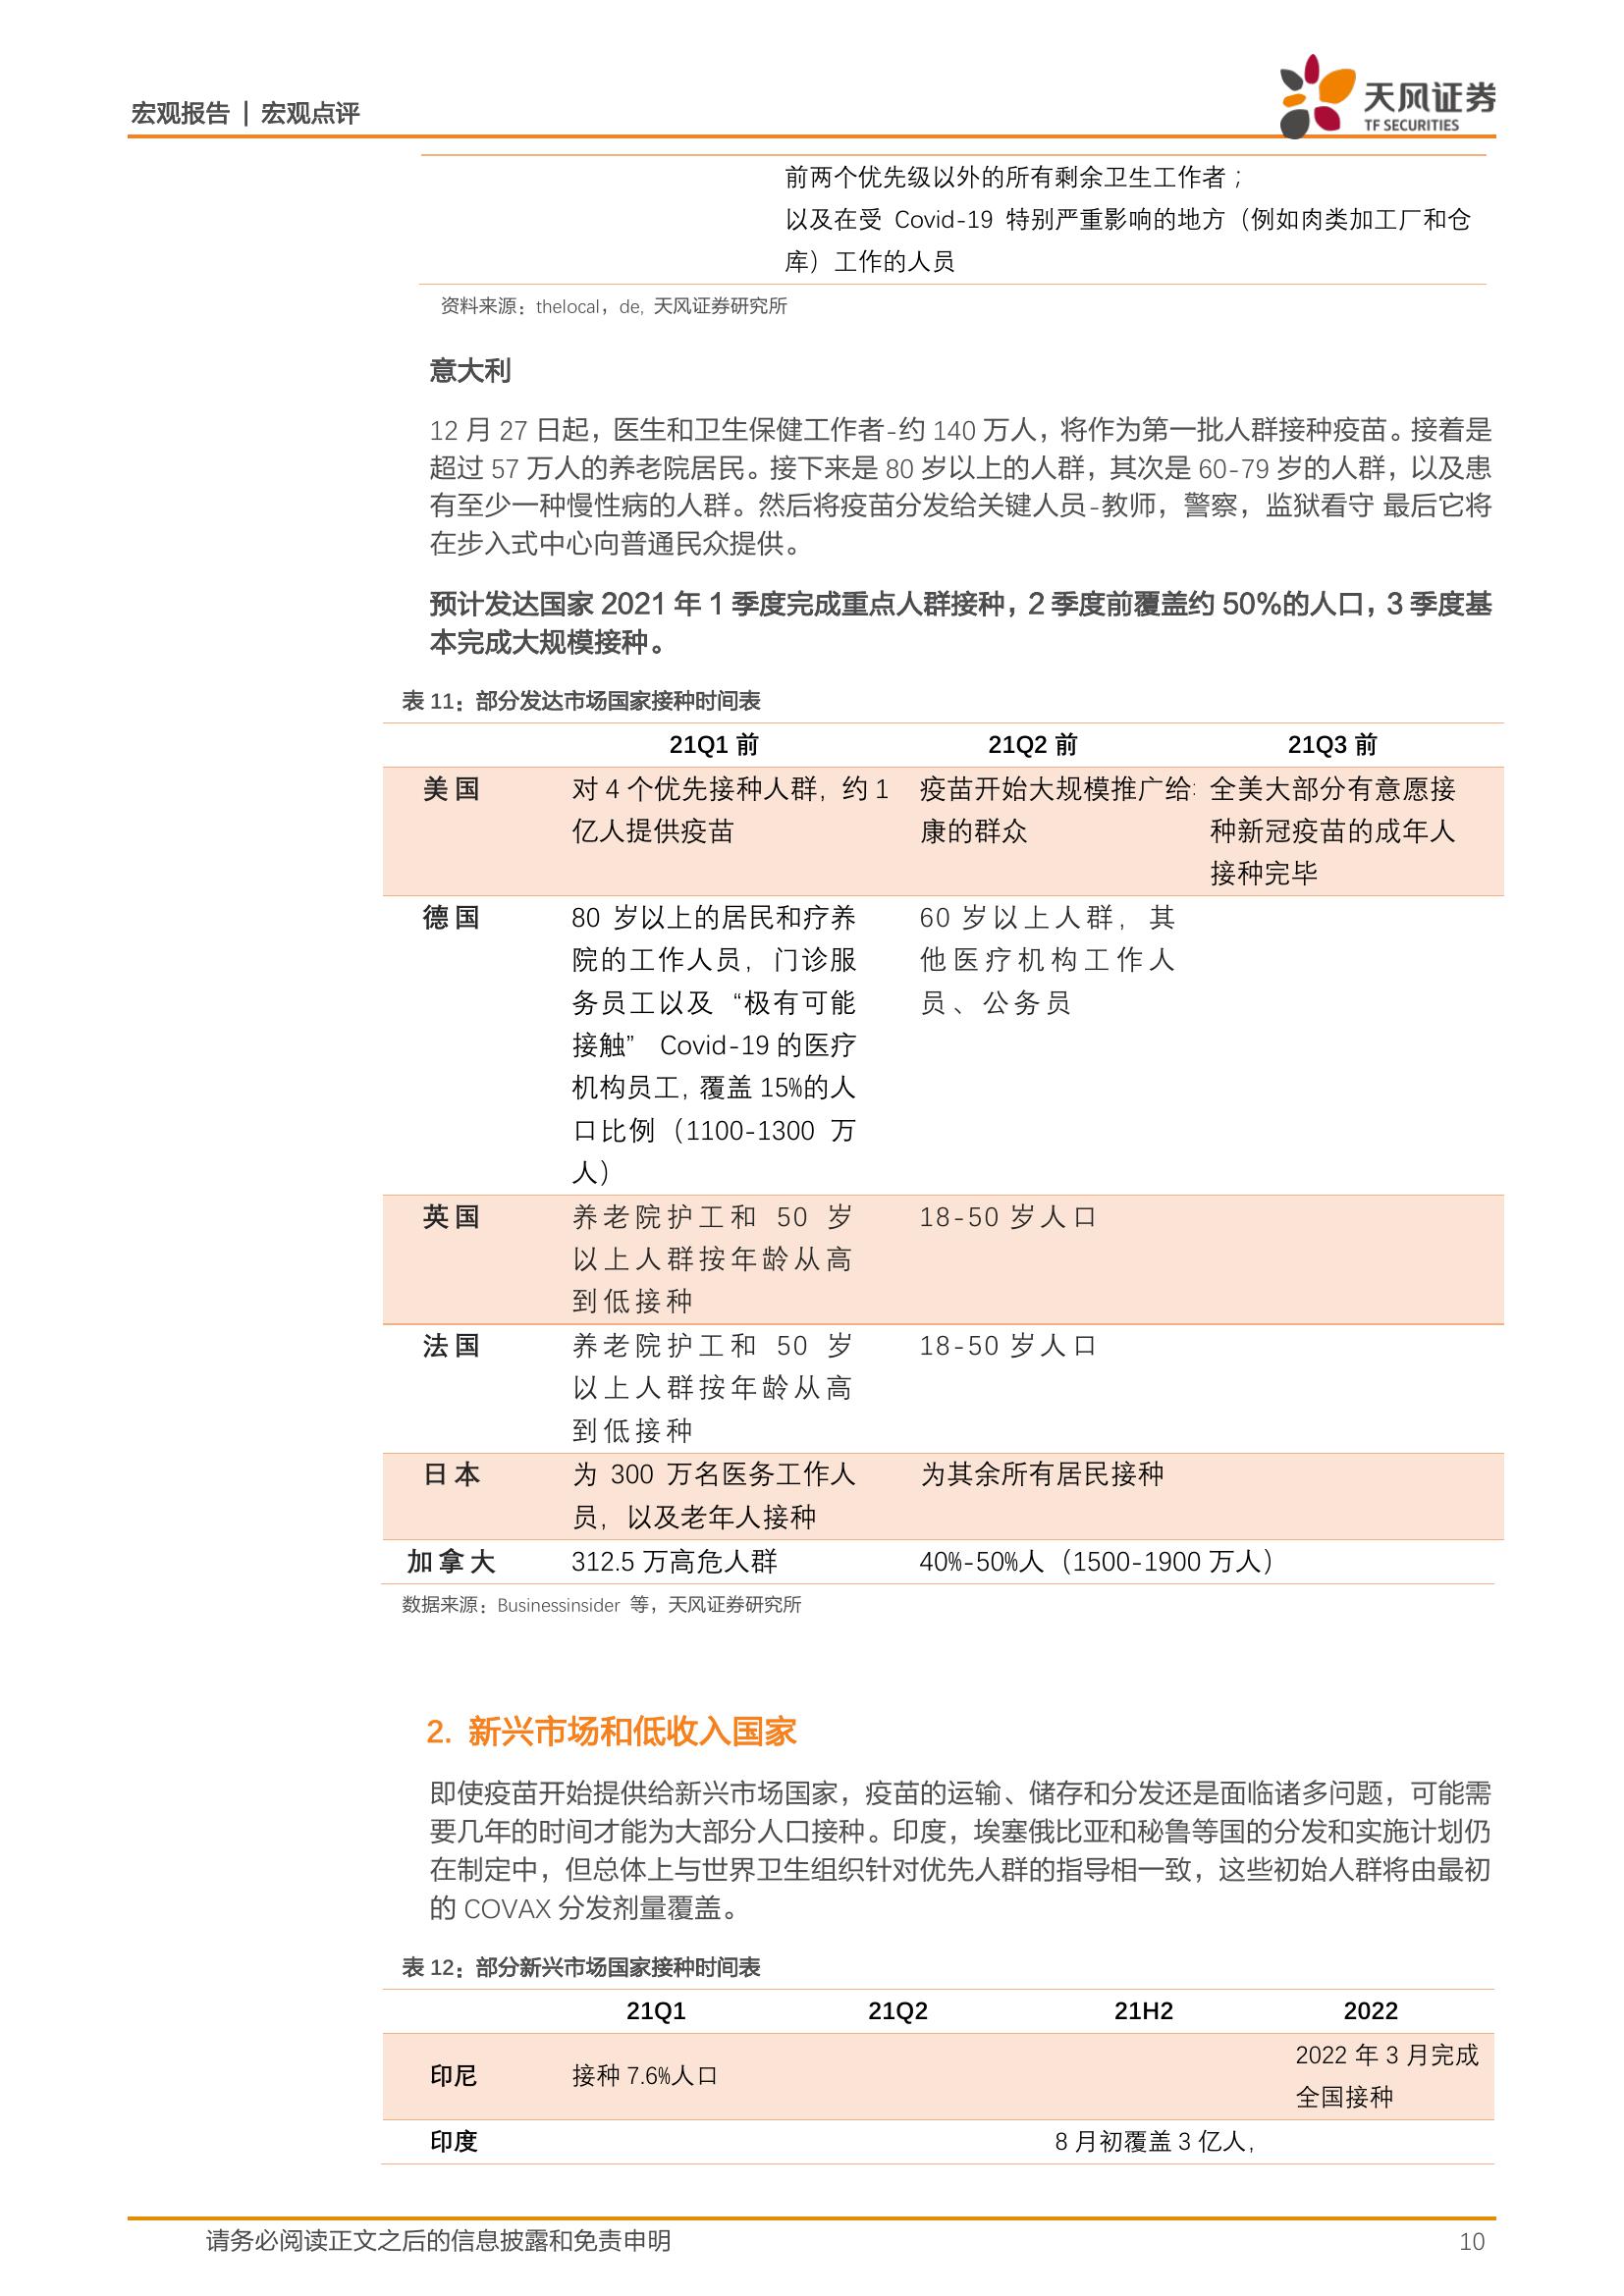 宏观报告 | 宏观点评
天风证券
TF SECURITIES
前两个优先级以外的所有剩余卫生工作者；
以及在受 Covid-19 特别严重影响的地方（例如肉类加工厂和仓
库）工作的人员
资料来源：thelocal，de, 天风证券研究所
意大利
12 月 27 日起，医生和卫生保健工作者-约 140 万人，将作为第一批人群接种疫苗。接着是
超过 57 万人的养老院居民。接下来是 80 岁以上的人群，其次是 60-79 岁的人群，以及患
有至少一种慢性病的人群。然后将疫苗分发给关键人员-教师，警察，监狱看守 最后它将
在步入式中心向普通民众提供。
预计发达国家 2021 年 1 季度完成重点人群接种，2 季度前覆盖约 50%的人口，3 季度基
本完成大规模接种。
表 11：部分发达市场国家接种时间表
21Q1 前 21Q2 前 21Q3 前
美国 对 4 个优先接种人群，约 1 疫苗开始大规模推广给 全美大部分有意愿接
亿人提供疫苗 康的群众 种新冠疫苗的成年人
接种完毕
德国 80 岁以上的居民和疗养 60 岁以上人群，其
院的工作人员，门诊服 他医疗机构工作人
务员工以及 “极有可能 员、公务员
接触” Covid-19 的医疗
机构员工, 覆盖 15%的人
口比例（1100-1300 万
人）
英国 养老院护工和 50 岁 18-50 岁人口
以上人群按年龄从高
到低接种
法国 养老院护工和 50 岁 18-50 岁人口
以上人群按年龄从高
到低接种
日本 为 300 万名医务工作人 为其余所有居民接种
员，以及老年人接种
加拿大 312.5 万高危人群 40%-50%人（1500-1900 万人）
数据来源：Businessinsider 等，天风证券研究所
2. 新兴市场和低收入国家
即使疫苗开始提供给新兴市场国家，疫苗的运输、储存和分发还是面临诸多问题，可能需
要几年的时间才能为大部分人口接种。印度，埃塞俄比亚和秘鲁等国的分发和实施计划仍
在制定中，但总体上与世界卫生组织针对优先人群的指导相一致，这些初始人群将由最初
的 COVAX 分发剂量覆盖。
表 12：部分新兴市场国家接种时间表
21Q1 21Q2 21H2 2022
印尼 接种 7.6%人口 2022 年 3 月完成
全国接种
印度 8 月初覆盖 3 亿人，
请务必阅读正文之后的信息披露和免责申明 10